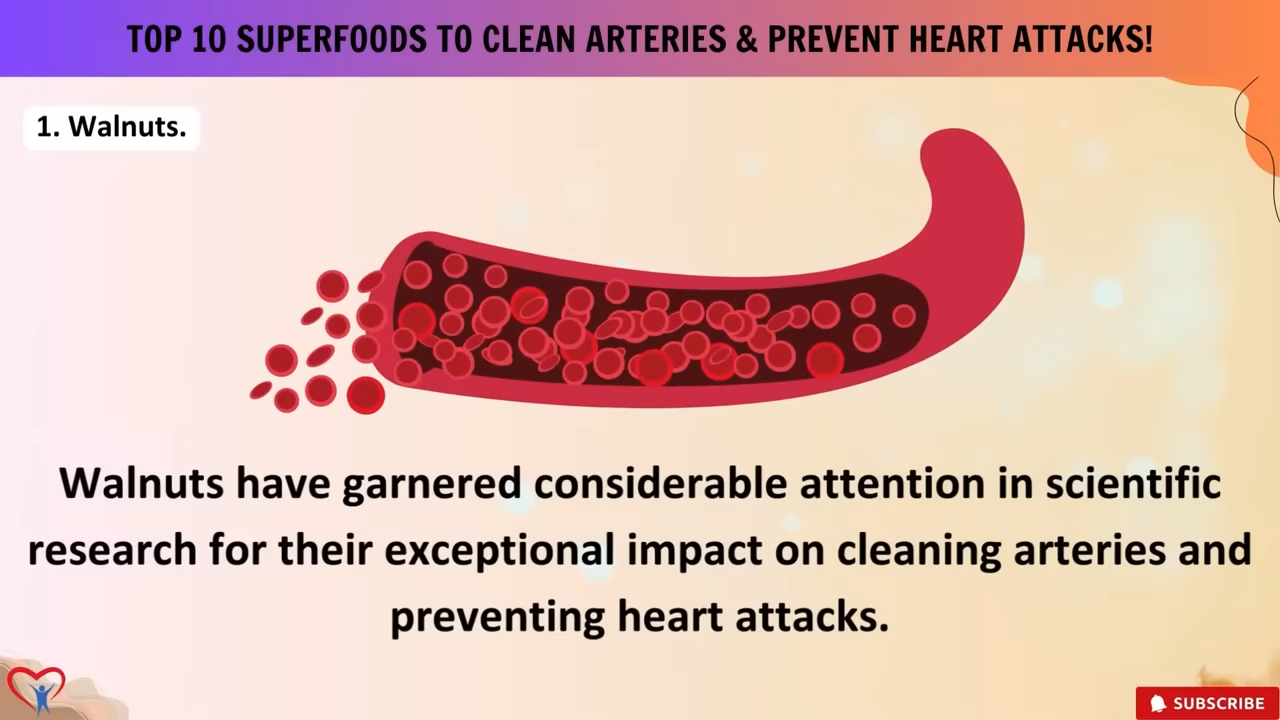 TOP 10 SUPERFOODS TO CLEAN ARTERIES & PREVENT HEART ATTACKS!
1. Walnuts.
Walnuts have garnered considerable attention in scientific
research for their exceptional impact on cleaning arteries and
preventing heart attacks.
SUBSCRIBE